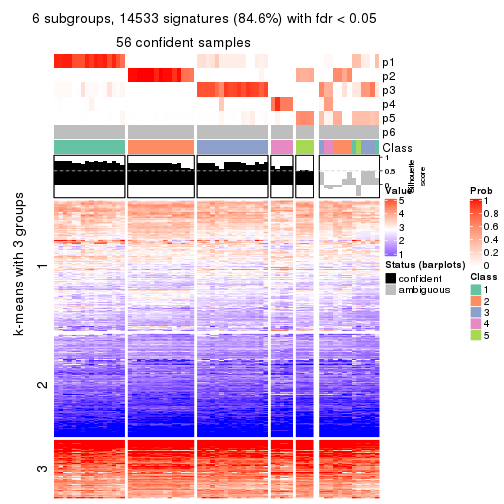 6 subgroups, 14533 signatures (84.6%) with fdr < 0.05
56 confident samples
p1
p2
p3
p4
p5
p6
Class
1
0.5
0
Silhouette
score
k-means with 3 groups
1
2
3
Value
5
4
3
2
1
Status (barplots)
confident
ambiguous
Prob
1
0.8
0.6
0.4
0.2
0
Class
1
2
3
4
5